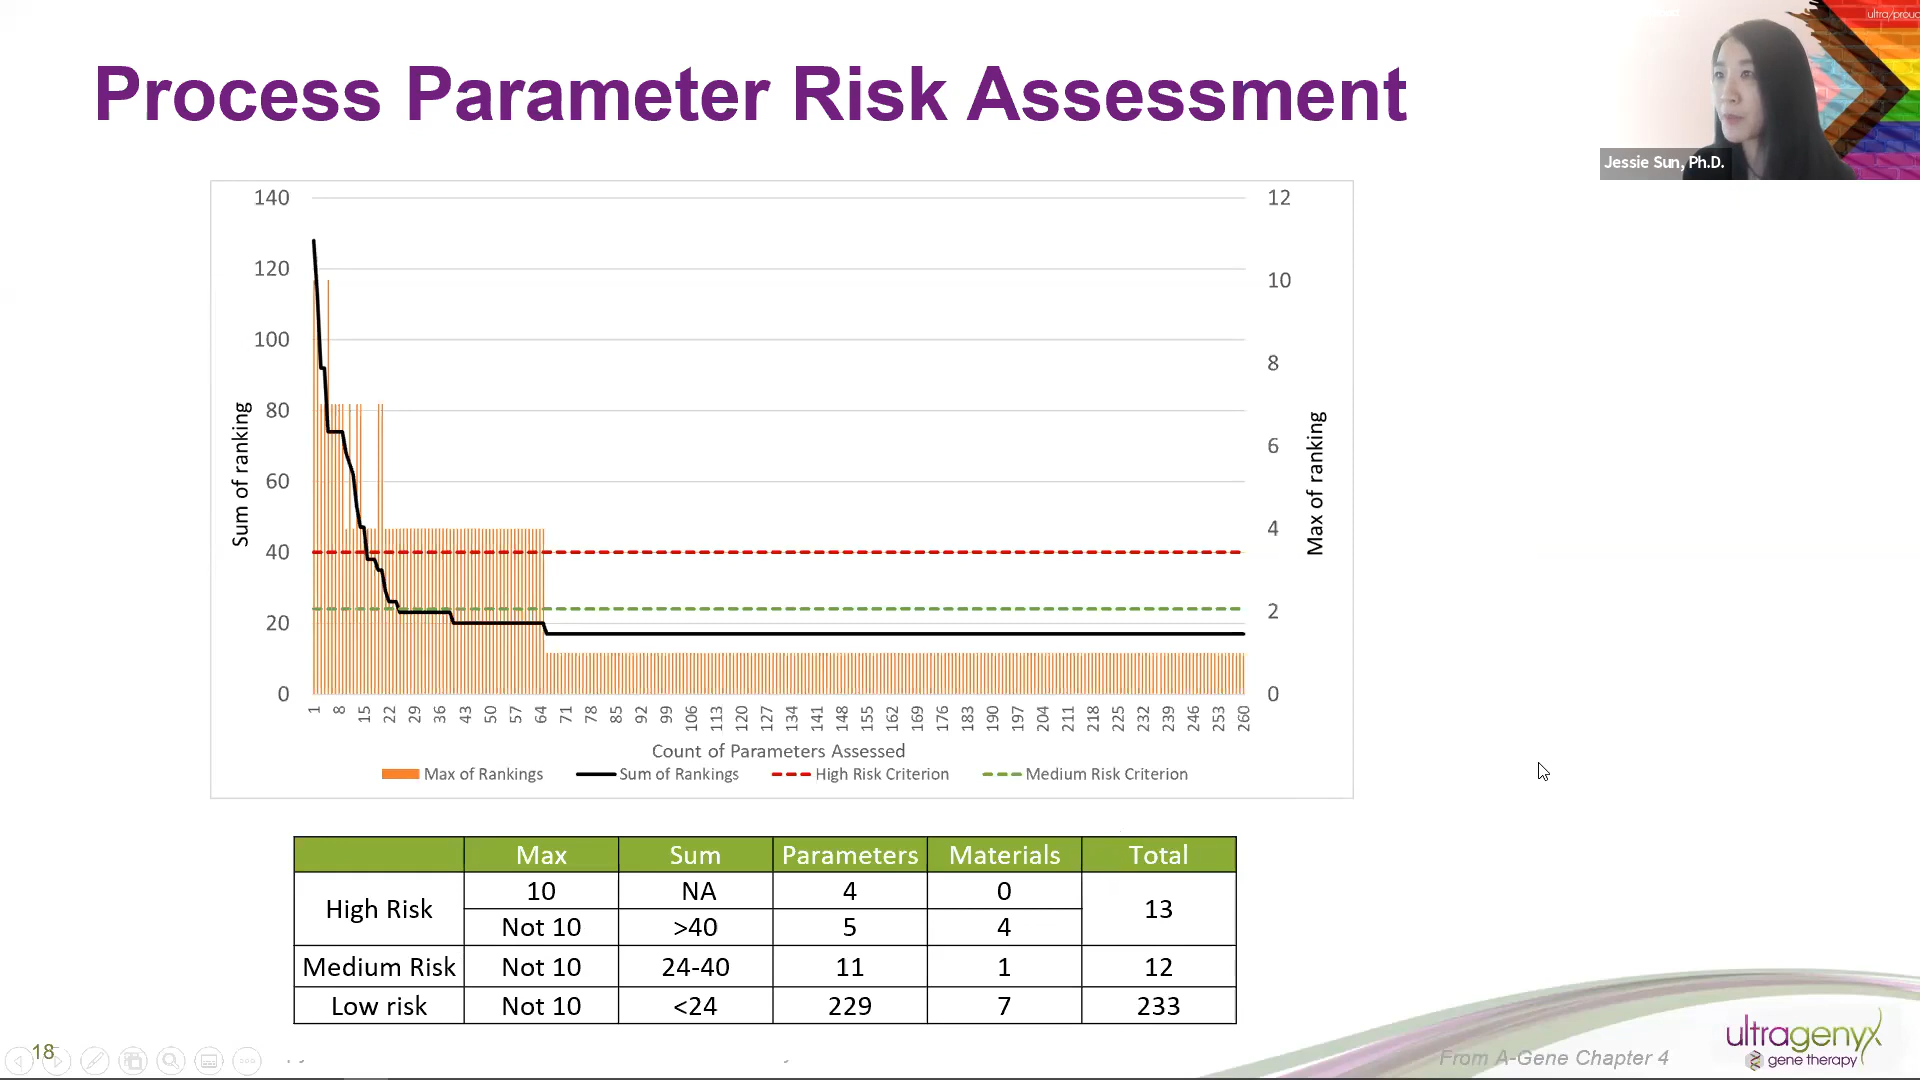 Process Parameter Risk Assessment
ultra/proud
Jessie Sun, Ph.D.
140
120
100
80
60
40
20
0
Sum of ranking
12
10
8
6
4
2
0
Max of ranking
1 8 15 22 29 36 43 50 57 64 71 78 85 92 99 106 113 120 127 134 141 148 155 162 169 176 183 190 197 204 211 218 225 232 239 246 253 260
Count of Parameters Assessed
Max of Rankings Sum of Rankings High Risk Criterion Medium Risk Criterion
Max Sum Parameters Materials Total
High Risk 10 NA 4 0 13
Not 10 >40 5 4
Medium Risk Not 10 24-40 11 1 12
Low risk Not 10 <24 229 7 233
18
From A-Gene Chapter 4
ultragenyx
gene therapy